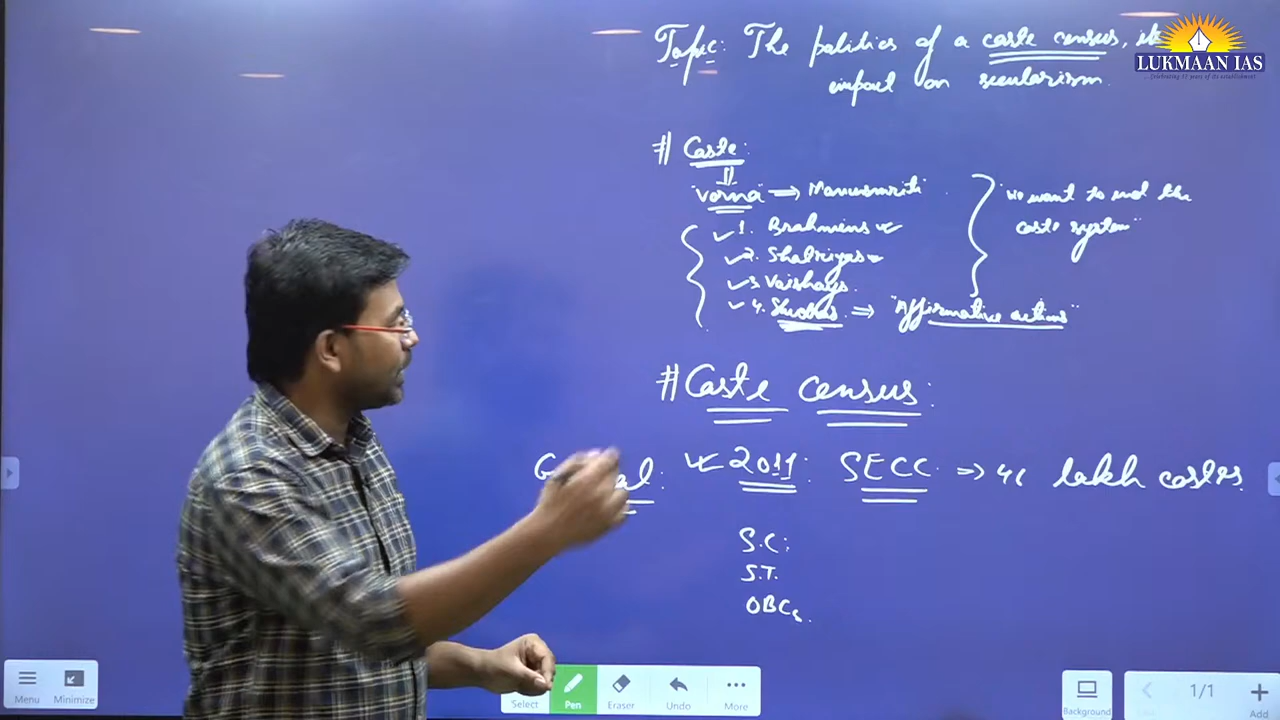 Topic: The politics of a caste census, its
impact on secularism.
LUKMAAN IAS
# Caste:
"Varna" ⇒ Manusmriti
1. Brahmins
2. Shatriyas
3. Vaishays.
4. Shudras ⇒ "Affirmative actions"
"We want to end the
caste system"
# Caste census:
2011: SECC ⇒ 46 lakh castes.
S.C:
S.T.
OBCs.
Menu
Minimize
Select
Pen
Eraser
Undo
More
Background
1/1
Add